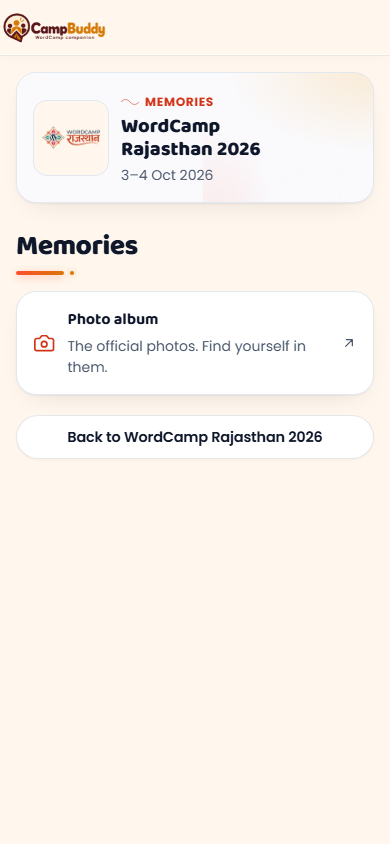 CampBuddy
WordCamp companion
WORDCAMP
राजस्थान
MEMORIES
WordCamp
Rajasthan 2026
3–4 Oct 2026
Memories
Photo album
The official photos. Find yourself in
them.
Back to WordCamp Rajasthan 2026